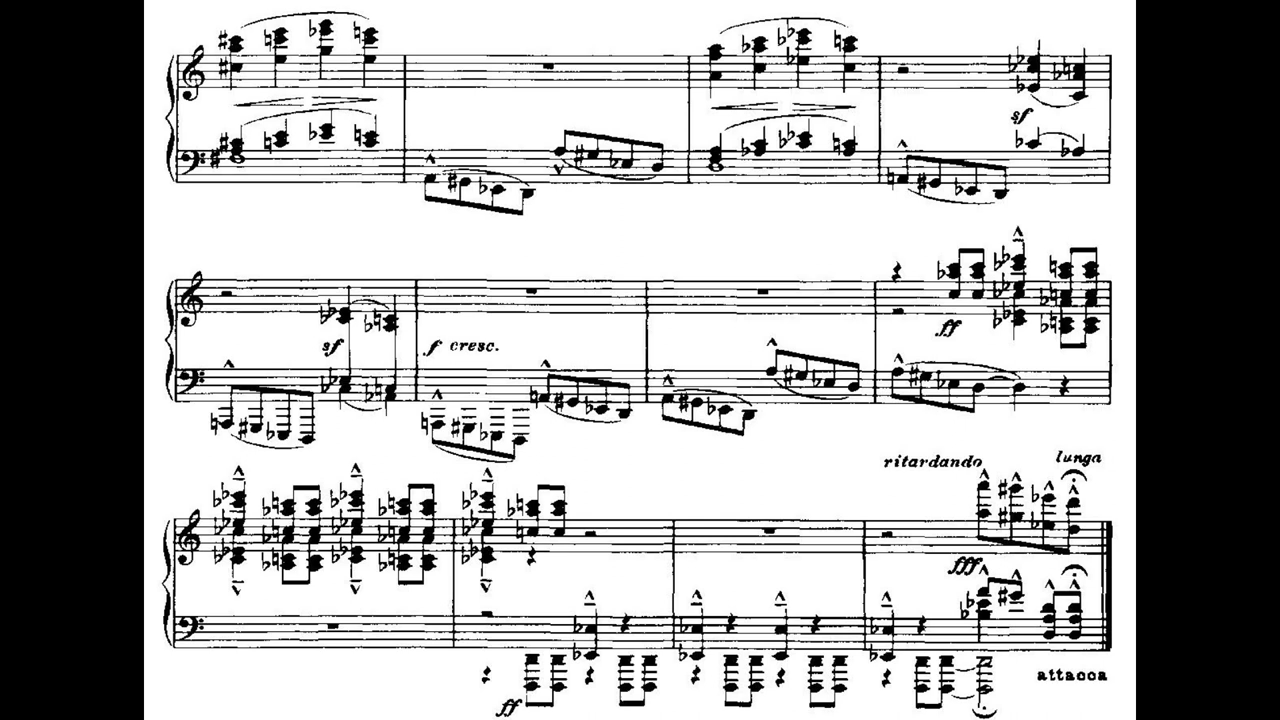 sf
sf
f cresc.
ff
ritardando lunga
fff
ff
attacca